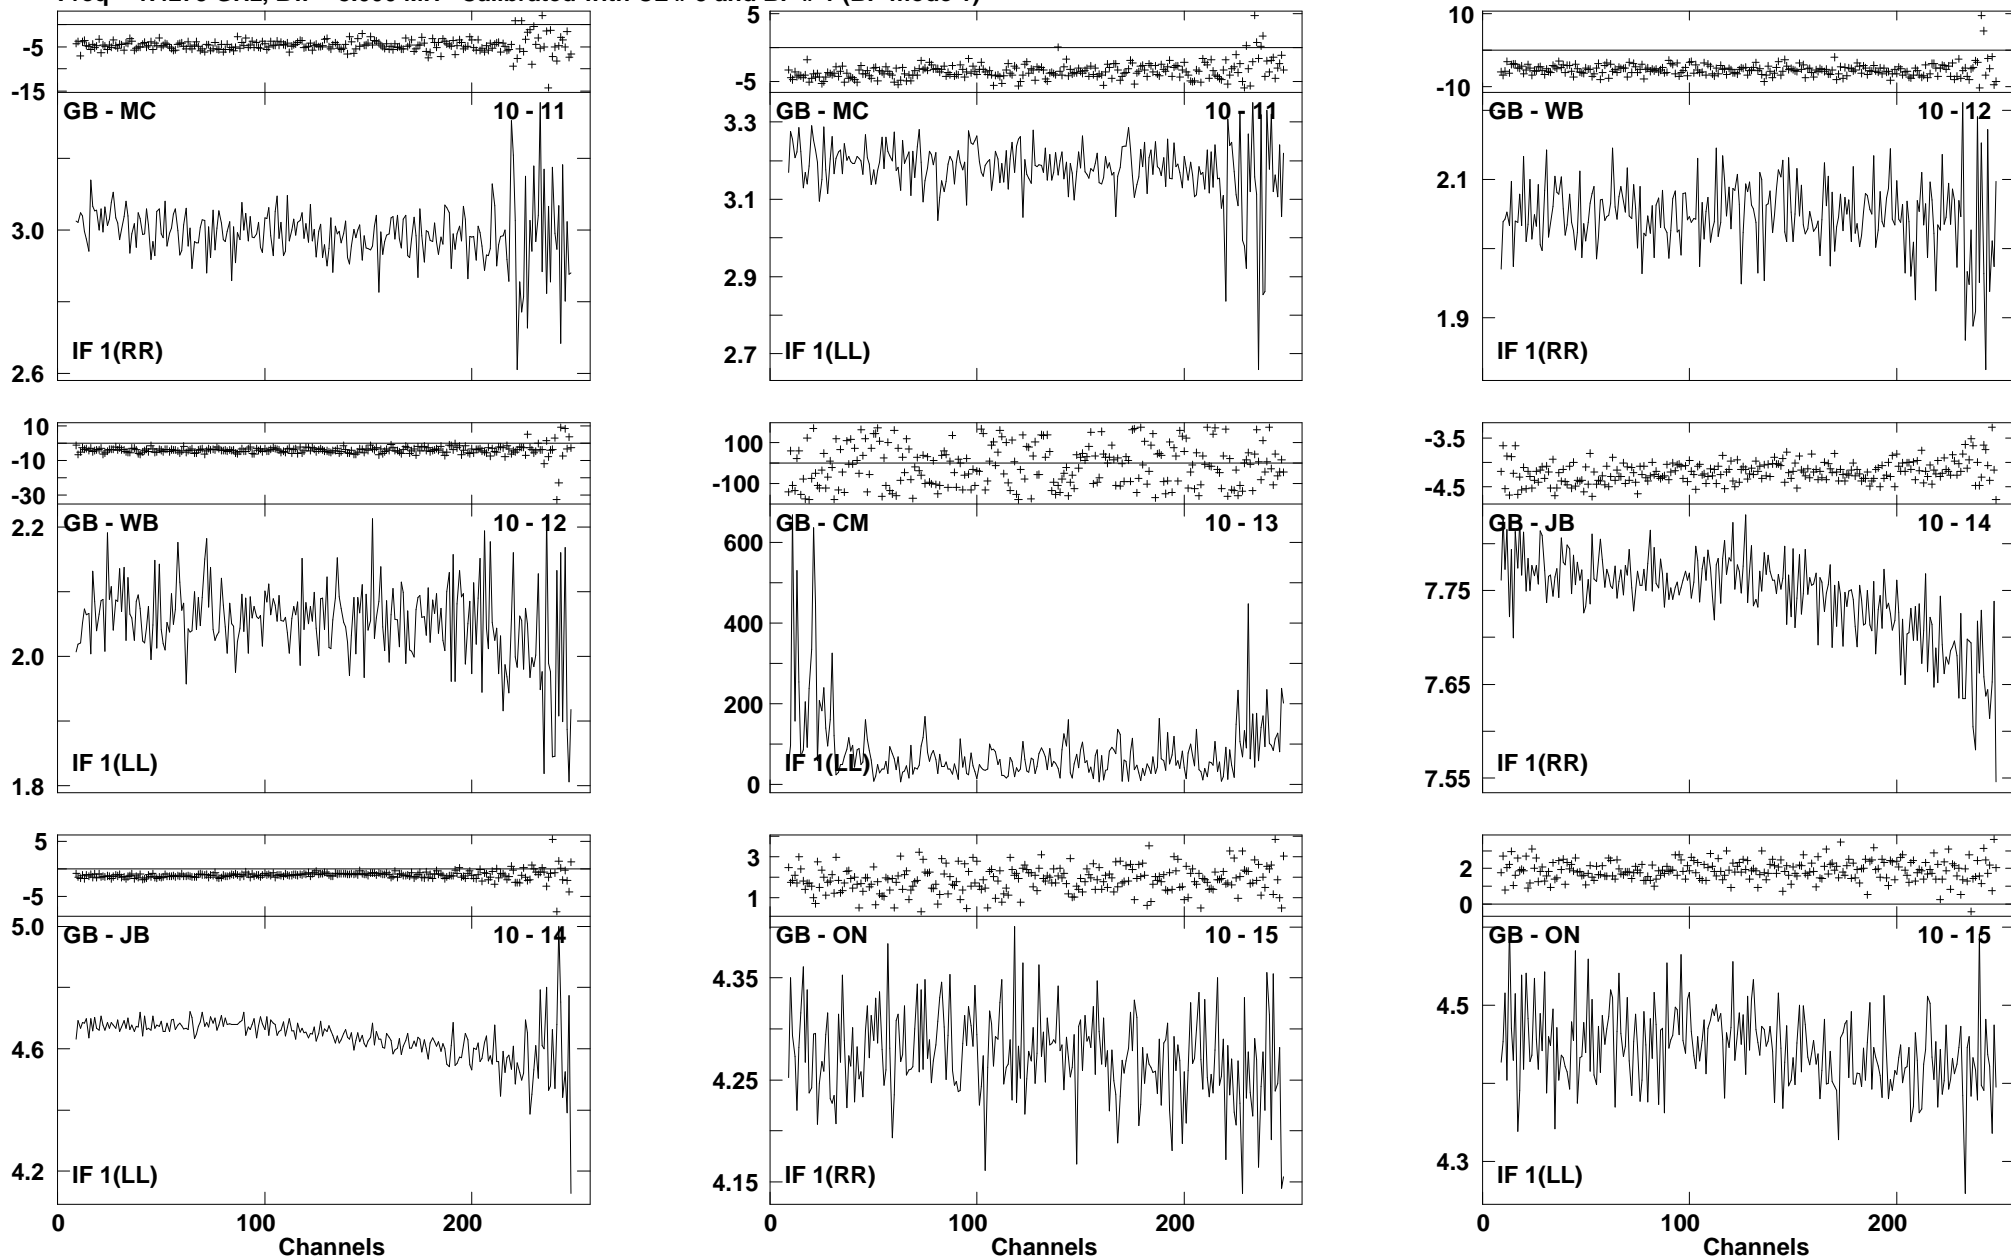 5
10
-5
-15
-5
-10
GB - MC 10 - 11
GB - MC 10 - 11
GB - WB 10 - 12
3.0
2.6
IF 1(RR)
3.3
3.1
2.9
2.7
IF 1(LL)
2.1
1.9
IF 1(RR)
10
-10
-30
100
-100
-3.5
-4.5
GB - WB 10 - 12
GB - CM 10 - 13
GB - JB 10 - 14
2.2
2.0
1.8
IF 1(LL)
600
400
200
0
IF 1(LL)
7.75
7.65
7.55
IF 1(RR)
5
-5
3
1
2
0
GB - JB 10 - 14
GB - ON 10 - 15
GB - ON 10 - 15
5.0
4.6
4.2
IF 1(LL)
4.35
4.25
4.15
IF 1(RR)
4.5
4.3
IF 1(LL)
0 100 200
0 100 200
0 100 200
Channels
Channels
Channels